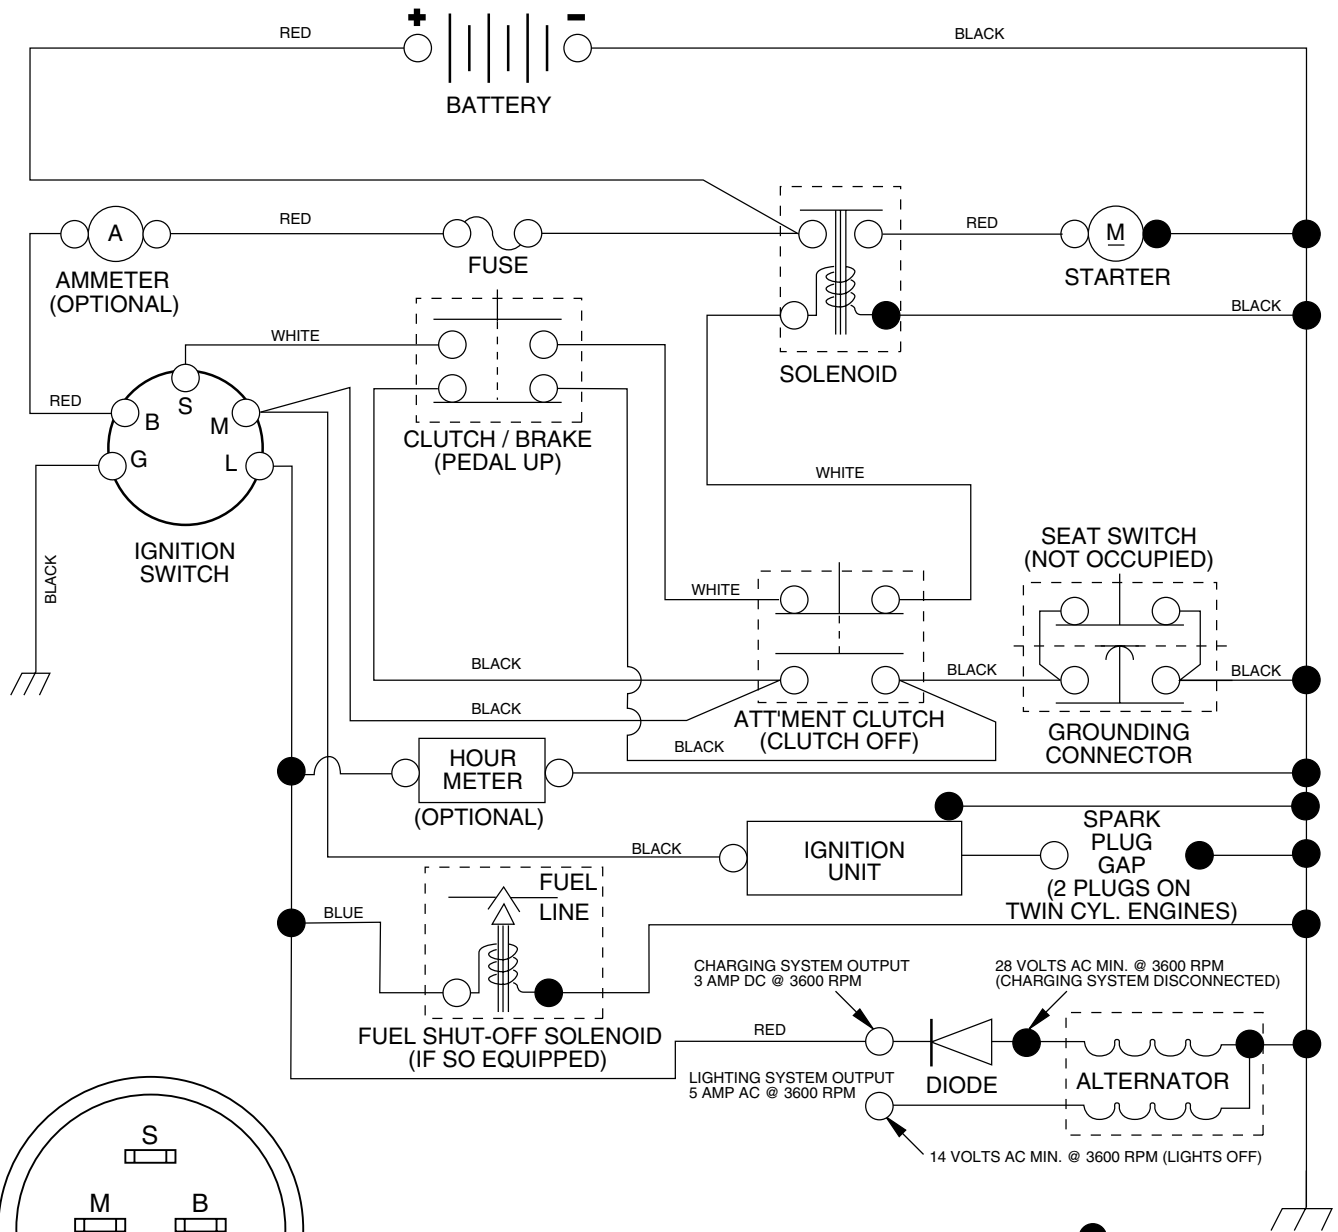 + −
RED
BLACK
BATTERY
RED
A
RED
M
FUSE
AMMETER
(OPTIONAL)
STARTER
BLACK
WHITE
SOLENOID
RED
S
B
M
G
L
CLUTCH / BRAKE
(PEDAL UP)
WHITE
IGNITION
SWITCH
BLACK
SEAT SWITCH
(NOT OCCUPIED)
WHITE
BLACK
BLACK
BLACK
BLACK
ATT'MENT CLUTCH
(CLUTCH OFF)
BLACK
GROUNDING
CONNECTOR
HOUR
METER
(OPTIONAL)
BLACK
IGNITION
UNIT
SPARK
PLUG
GAP
(2 PLUGS ON
TWIN CYL. ENGINES)
FUEL
LINE
BLUE
FUEL SHUT-OFF SOLENOID
(IF SO EQUIPPED)
CHARGING SYSTEM OUTPUT
3 AMP DC @ 3600 RPM
28 VOLTS AC MIN. @ 3600 RPM
(CHARGING SYSTEM DISCONNECTED)
RED
DIODE
ALTERNATOR
LIGHTING SYSTEM OUTPUT
5 AMP AC @ 3600 RPM
14 VOLTS AC MIN. @ 3600 RPM (LIGHTS OFF)
S
M
B